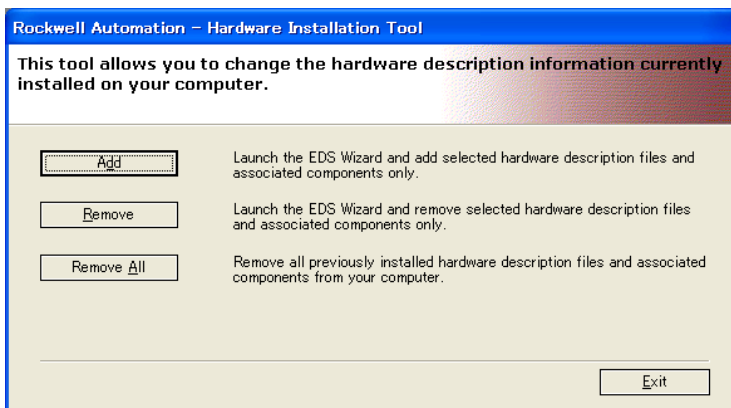 Rockwell Automation – Hardware Installation Tool
This tool allows you to change the hardware description information currently
installed on your computer.
Add
Launch the EDS Wizard and add selected hardware description files and
associated components only.
Remove
Launch the EDS Wizard and remove selected hardware description files
and associated components only.
Remove All
Remove all previously installed hardware description files and associated
components from your computer.
Exit